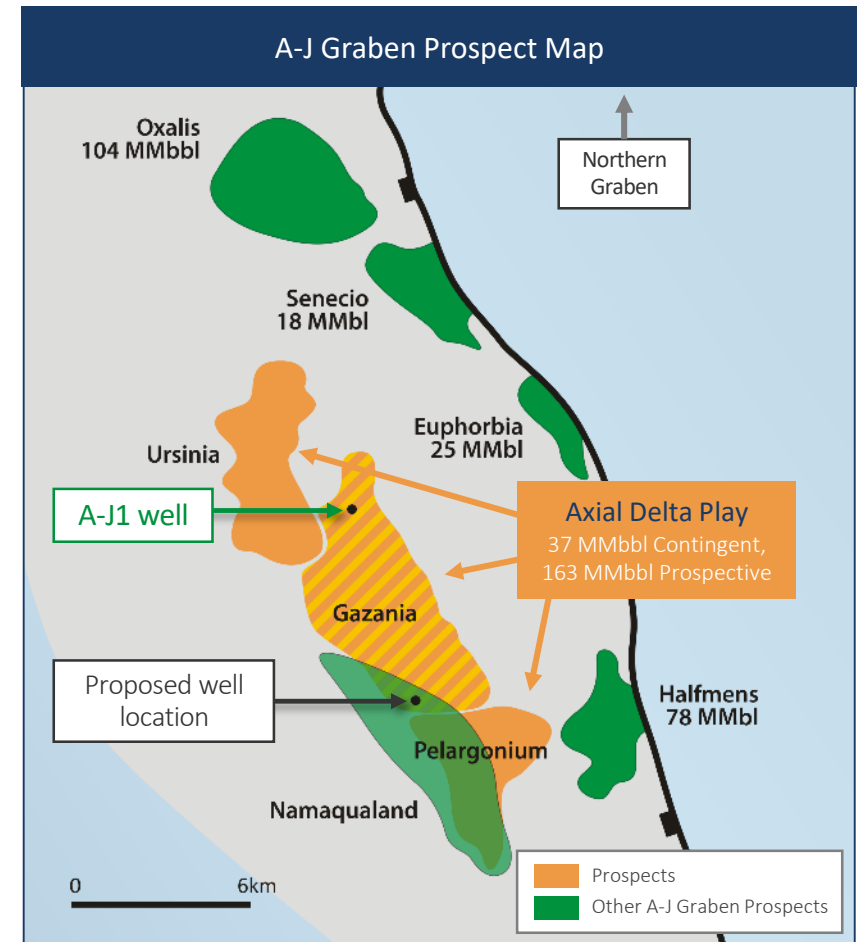 A-J Graben Prospect Map
Oxalis
104 MMbbl
Northern
Graben
Senecio
18 MMbl
Euphorbia
25 MMbl
Ursinia
A-J1 well
Axial Delta Play
37 MMbbl Contingent,
163 MMbbl Prospective
Gazania
Proposed well
location
Halfmens
78 MMbl
Pelargonium
Namaqualand
0 6km
Prospects
Other A-J Graben Prospects